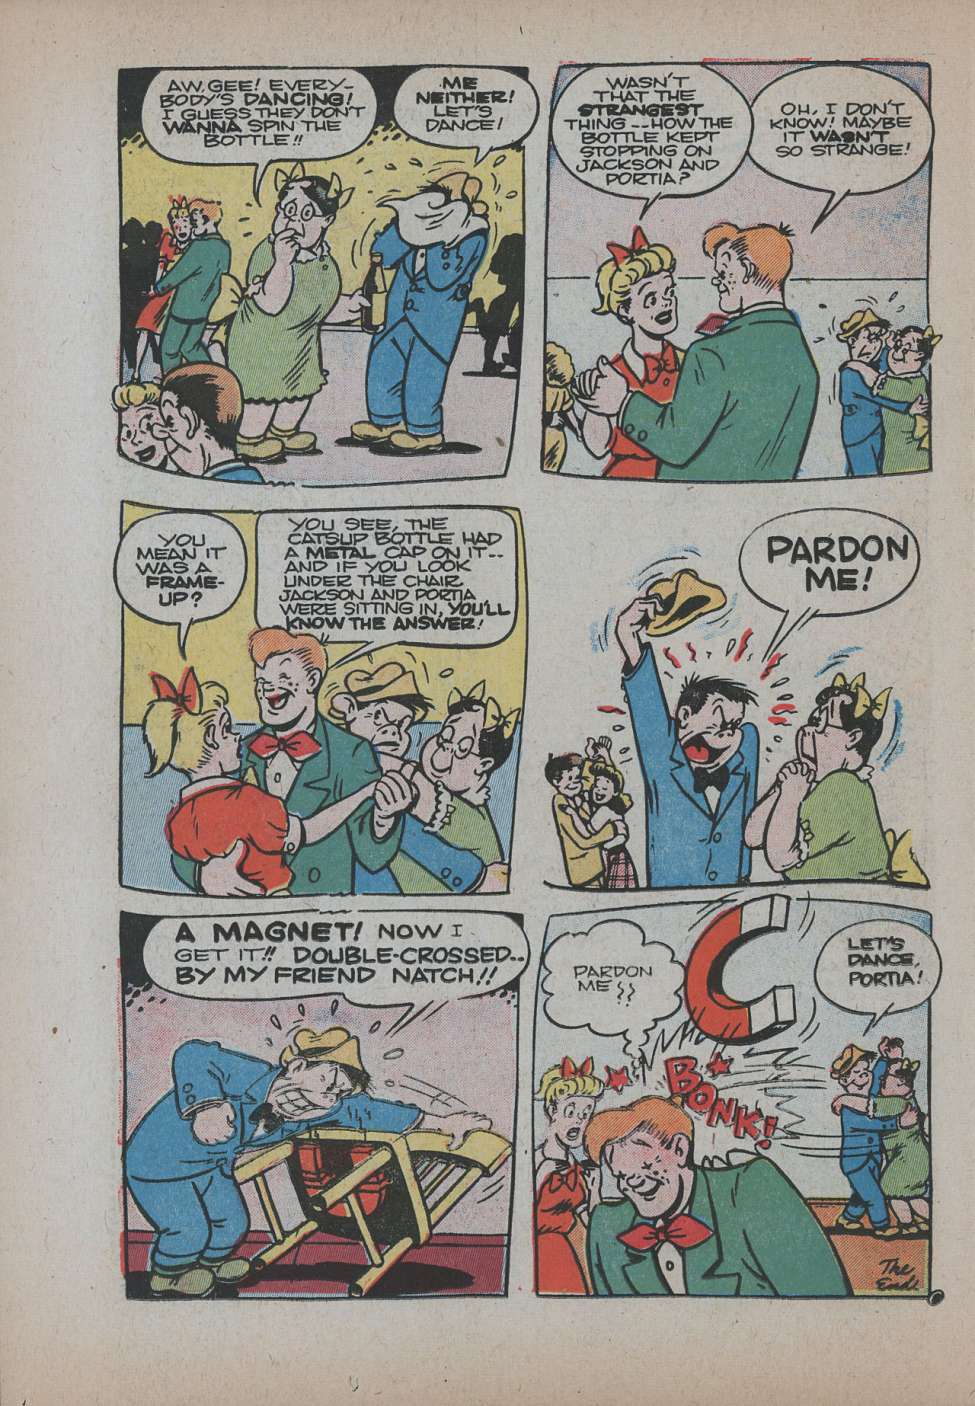 AW, GEE! EVERY-
BODY'S DANCING!
I GUESS THEY DON'T
WANNA SPIN THE
BOTTLE!!
ME
NEITHER!
LET'S
DANCE!
WASN'T
THAT THE
STRANGEST
THING -- HOW THE
BOTTLE KEPT
STOPPING ON
JACKSON AND
PORTIA?
OH, I DON'T
KNOW! MAYBE
IT WASN'T
SO STRANGE!
YOU
MEAN IT
WAS A
FRAME-
UP?
YOU SEE, THE
CATSUP BOTTLE HAD
A METAL CAP ON IT--
AND IF YOU LOOK
UNDER THE CHAIR
JACKSON AND PORTIA
WERE SITTING IN, YOU'LL
KNOW THE ANSWER!
PARDON
ME!
A MAGNET! NOW I
GET IT!! DOUBLE-CROSSED..
BY MY FRIEND NATCH!!
PARDON
ME??
LET'S
DANCE,
PORTIA!
BONK!
The
End!